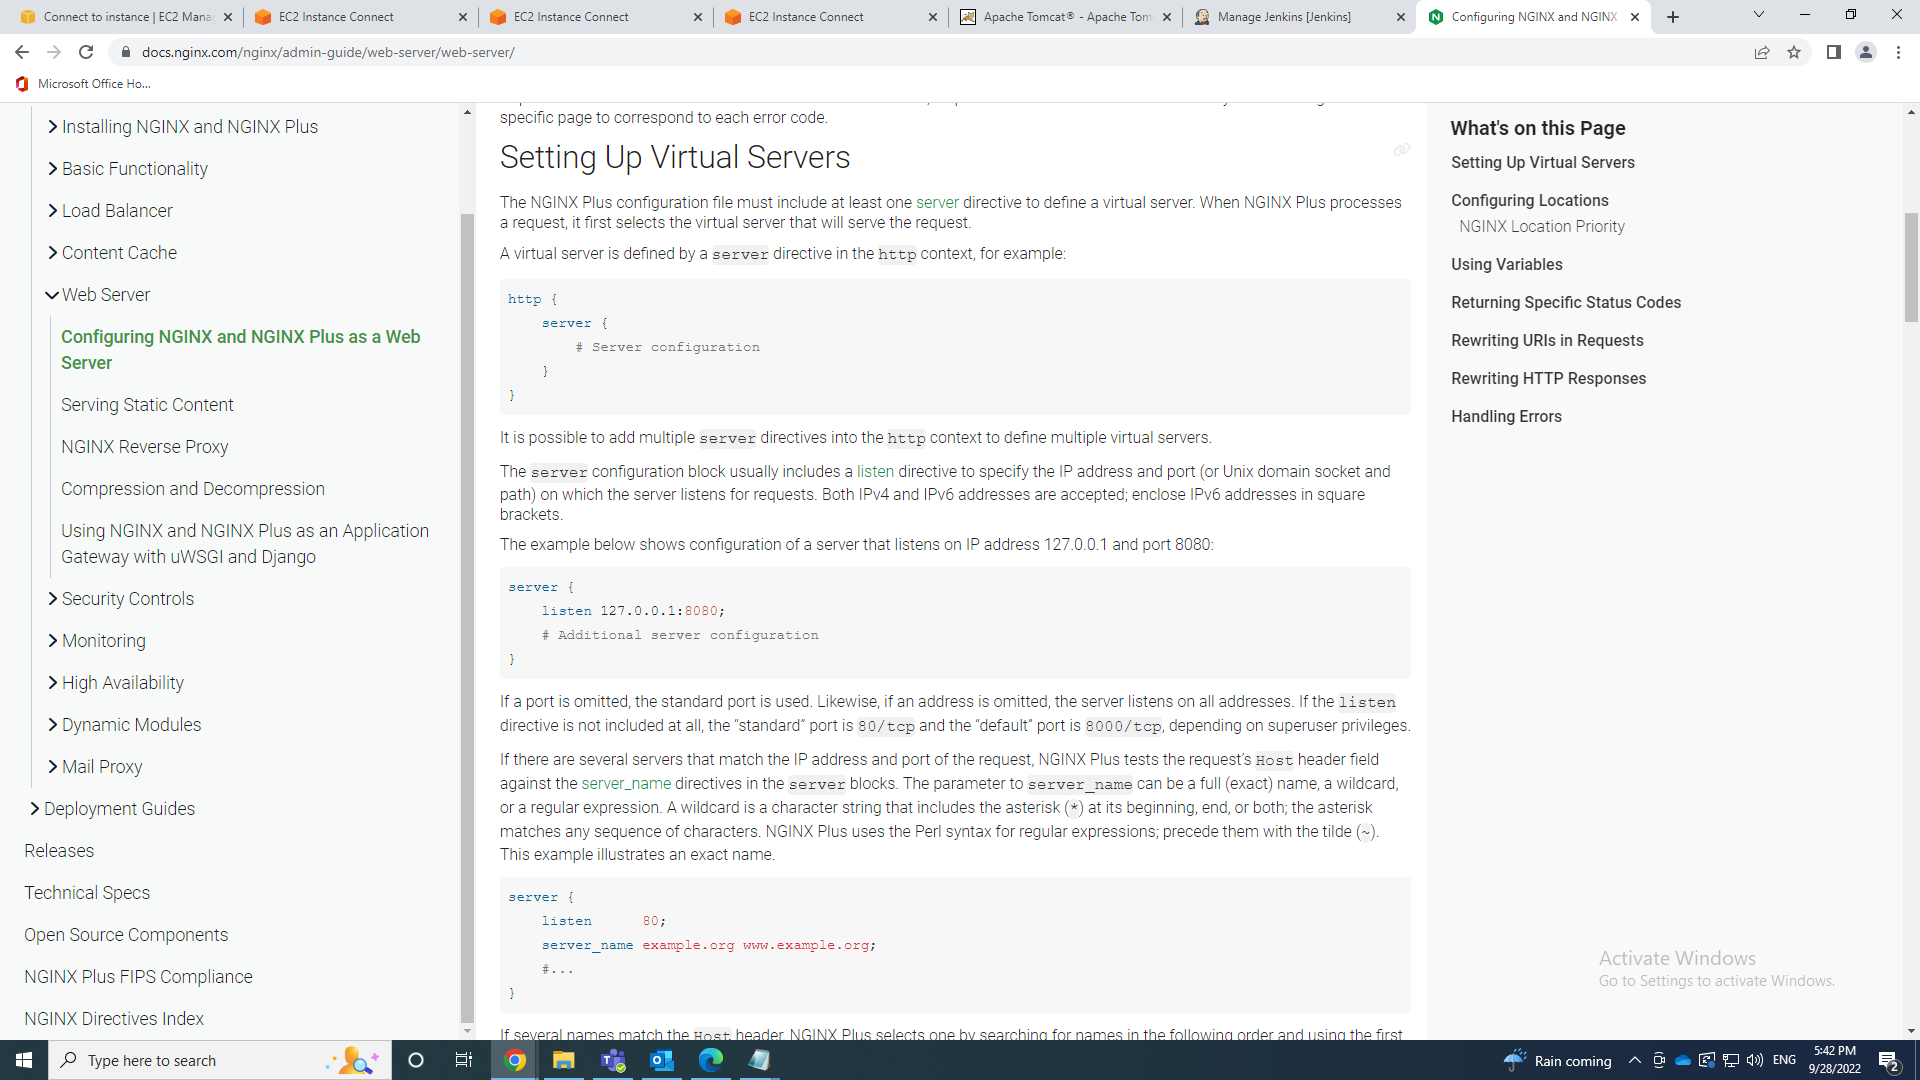 Connect to instance | EC2 Mana
EC2 Instance Connect
EC2 Instance Connect
EC2 Instance Connect
Apache Tomcat® - Apache Tom
Manage Jenkins [Jenkins]
Configuring NGINX and NGINX
docs.nginx.com/nginx/admin-guide/web-server/web-server/
Microsoft Office Ho...
Installing NGINX and NGINX Plus
Basic Functionality
Load Balancer
Content Cache
Web Server
Configuring NGINX and NGINX Plus as a Web
Server
Serving Static Content
NGINX Reverse Proxy
Compression and Decompression
Using NGINX and NGINX Plus as an Application
Gateway with uWSGI and Django
Security Controls
Monitoring
High Availability
Dynamic Modules
Mail Proxy
Deployment Guides
Releases
Technical Specs
Open Source Components
NGINX Plus FIPS Compliance
NGINX Directives Index
specific page to correspond to each error code.
Setting Up Virtual Servers
The NGINX Plus configuration file must include at least one server directive to define a virtual server. When NGINX Plus processes
a request, it first selects the virtual server that will serve the request.
A virtual server is defined by a server directive in the http context, for example:
http {
server {
# Server configuration
}
}
It is possible to add multiple server directives into the http context to define multiple virtual servers.
The server configuration block usually includes a listen directive to specify the IP address and port (or Unix domain socket and
path) on which the server listens for requests. Both IPv4 and IPv6 addresses are accepted; enclose IPv6 addresses in square
brackets.
The example below shows configuration of a server that listens on IP address 127.0.0.1 and port 8080:
server {
listen 127.0.0.1:8080;
# Additional server configuration
}
If a port is omitted, the standard port is used. Likewise, if an address is omitted, the server listens on all addresses. If the listen
directive is not included at all, the “standard” port is 80/tcp and the “default” port is 8000/tcp, depending on superuser privileges.
If there are several servers that match the IP address and port of the request, NGINX Plus tests the request’s Host header field
against the server_name directives in the server blocks. The parameter to server_name can be a full (exact) name, a wildcard,
or a regular expression. A wildcard is a character string that includes the asterisk (*) at its beginning, end, or both; the asterisk
matches any sequence of characters. NGINX Plus uses the Perl syntax for regular expressions; precede them with the tilde (~).
This example illustrates an exact name.
server {
listen 80;
server_name example.org www.example.org;
#...
}
If several names match the Host header, NGINX Plus selects one by searching for names in the following order and using the first
What's on this Page
Setting Up Virtual Servers
Configuring Locations
NGINX Location Priority
Using Variables
Returning Specific Status Codes
Rewriting URIs in Requests
Rewriting HTTP Responses
Handling Errors
Activate Windows
Go to Settings to activate Windows.
Type here to search
Rain coming
ENG
5:42 PM
9/28/2022
2